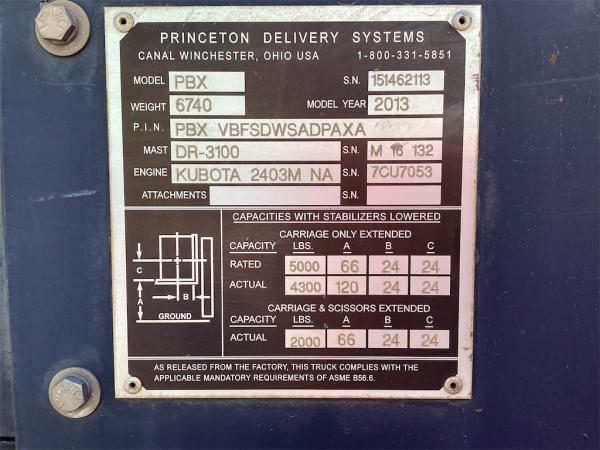 PRINCETON DELIVERY SYSTEMS
CANAL WINCHESTER, OHIO USA 1-800-331-5851
MODEL PBX S.N. 151462113
WEIGHT 6740 MODEL YEAR 2013
P.I.N. PBX VBFSDWSADPAXA
MAST DR-3100 S.N. M 16 132
ENGINE KUBOTA 2403M NA S.N. 7CU7053
ATTACHMENTS S.N.
CAPACITIES WITH STABILIZERS LOWERED
CARRIAGE ONLY EXTENDED
CAPACITY LBS. A B C
RATED 5000 66 24 24
ACTUAL 4300 120 24 24
CARRIAGE & SCISSORS EXTENDED
CAPACITY LBS. A B C
ACTUAL 2000 66 24 24
C
B
A
GROUND
AS RELEASED FROM THE FACTORY, THIS TRUCK COMPLIES WITH THE
APPLICABLE MANDATORY REQUIREMENTS OF ASME B56.6.